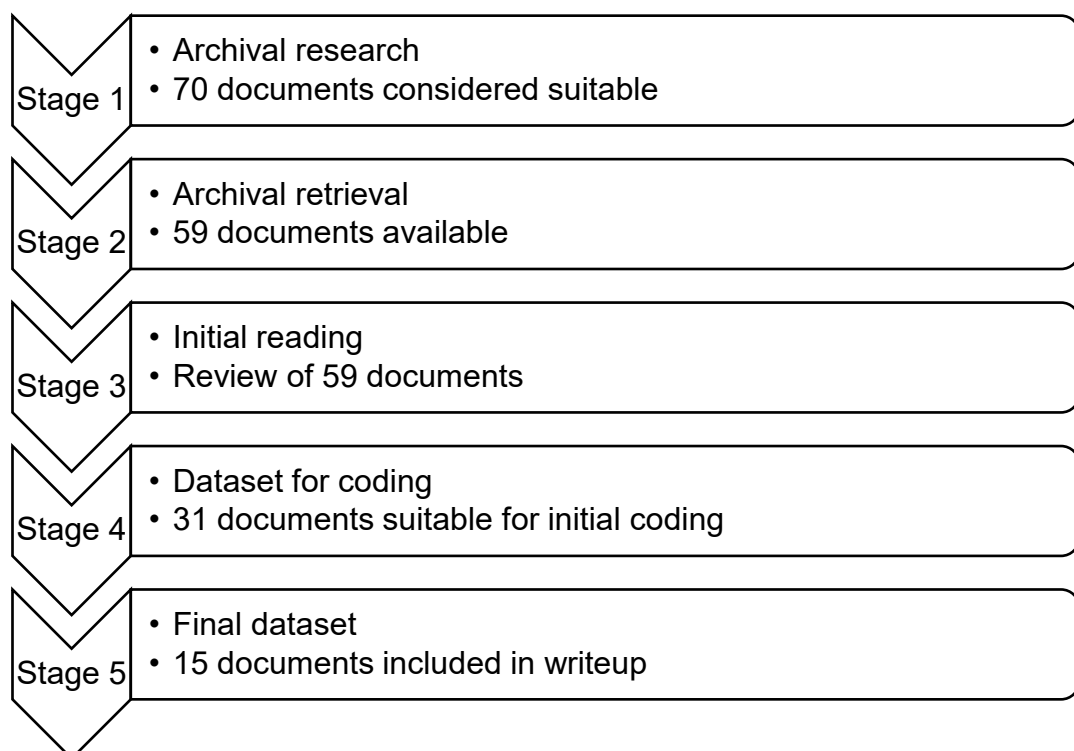 Stage 1
• Archival research
• 70 documents considered suitable
Stage 2
• Archival retrieval
• 59 documents available
Stage 3
• Initial reading
• Review of 59 documents
Stage 4
• Dataset for coding
• 31 documents suitable for initial coding
Stage 5
• Final dataset
• 15 documents included in writeup